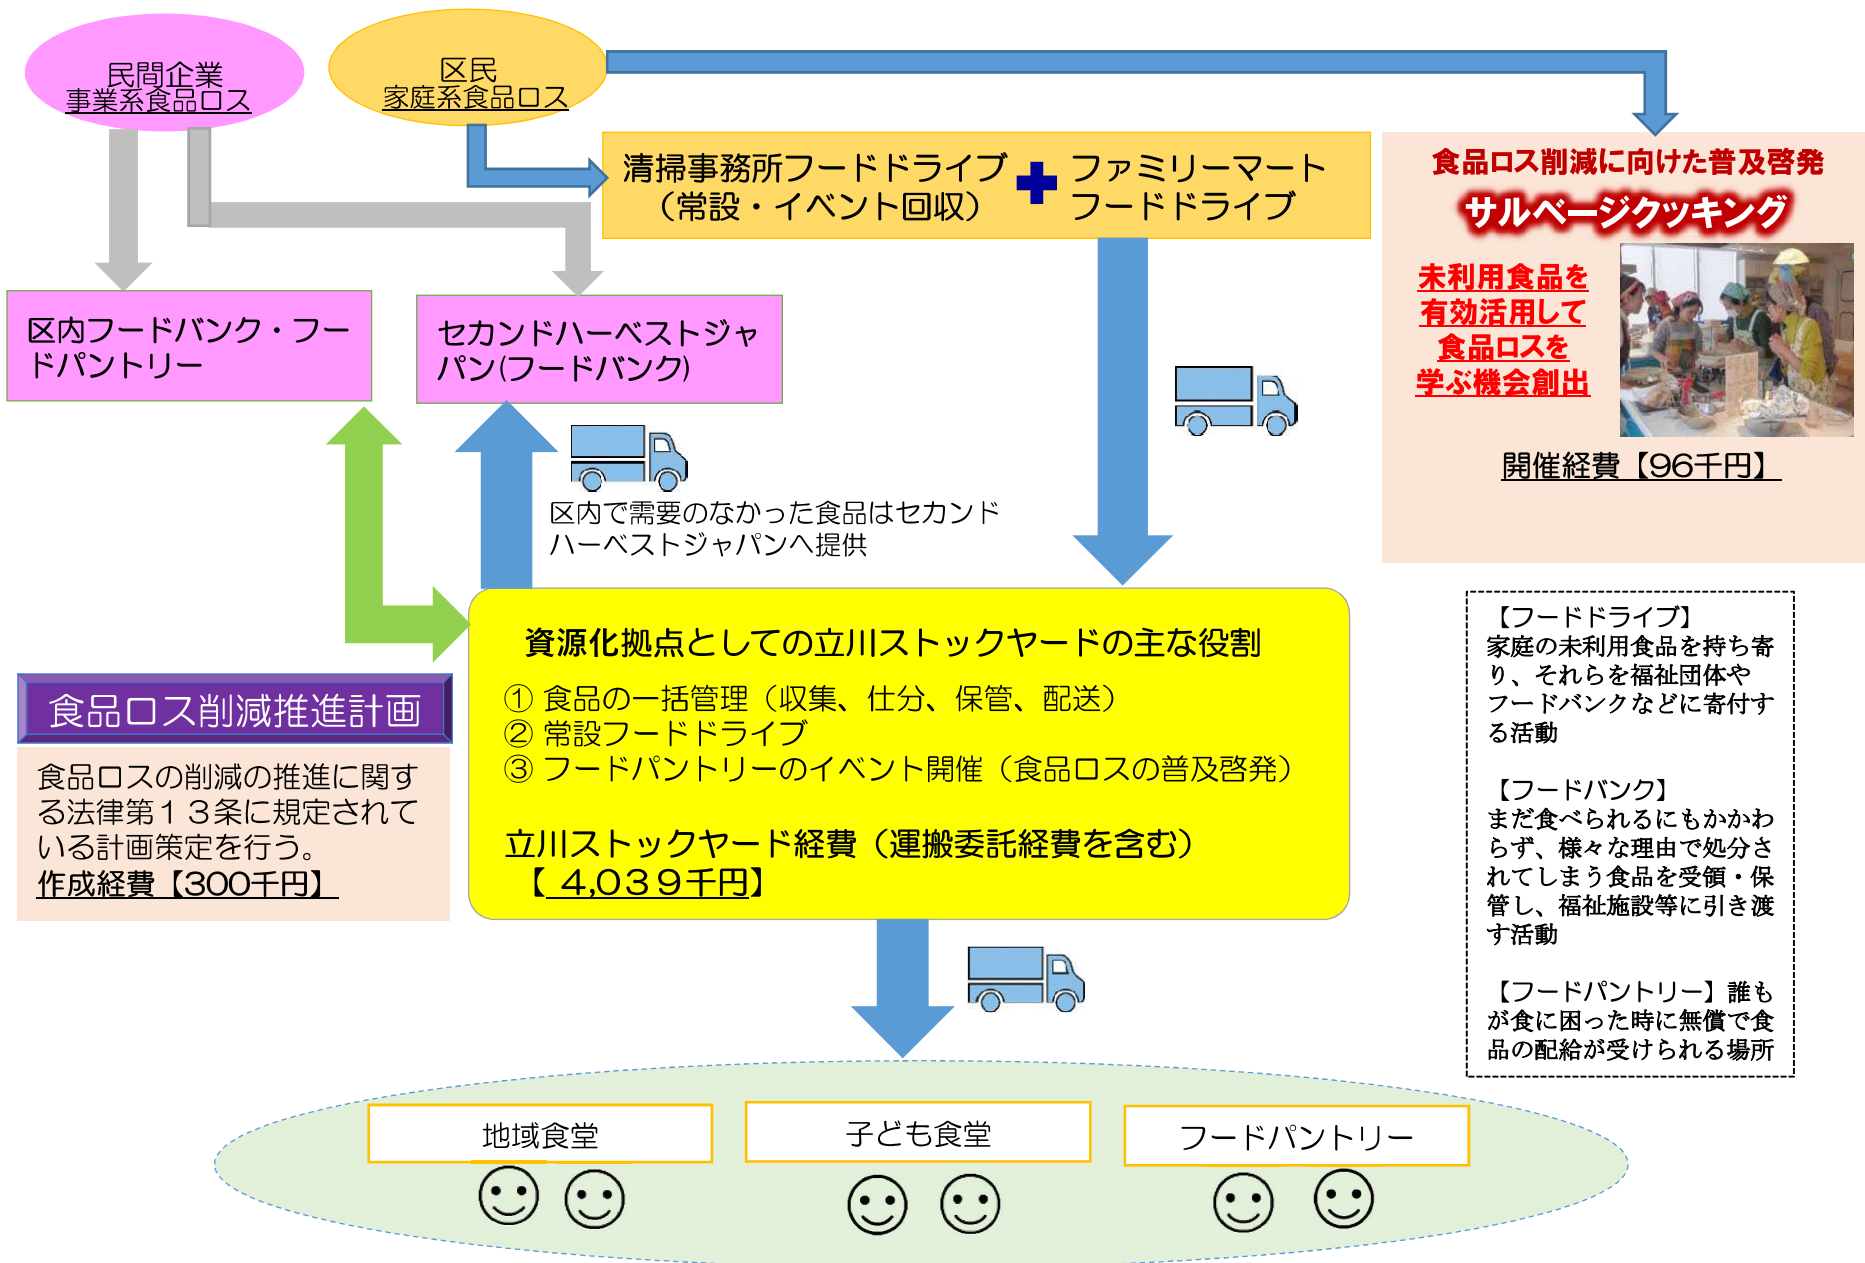 民間企業
事業系食品ロス
区民
家庭系食品ロス
清掃事務所フードドライブ
（常設・イベント回収）
ファミリーマート
フードドライブ
食品ロス削減に向けた普及啓発
サルベージクッキング
未利用食品を
有効活用して
食品ロスを
学ぶ機会創出
開催経費【96千円】
区内フードバンク・フー
ドパントリー
セカンドハーベストジャ
パン(フードバンク)
区内で需要のなかった食品はセカンド
ハーベストジャパンへ提供
資源化拠点としての立川ストックヤードの主な役割
① 食品の一括管理（収集、仕分、保管、配送）
② 常設フードドライブ
③ フードパントリーのイベント開催（食品ロスの普及啓発）
立川ストックヤード経費（運搬委託経費を含む）
【 4,０３９千円】
食品ロス削減推進計画
食品ロスの削減の推進に関す
る法律第１３条に規定されて
いる計画策定を行う。
作成経費【300千円】
【フードドライブ】
家庭の未利用食品を持ち寄
り、それらを福祉団体や
フードバンクなどに寄付す
る活動
【フードバンク】
まだ食べられるにもかかわ
らず、様々な理由で処分さ
れてしまう食品を受領・保
管し、福祉施設等に引き渡
す活動
【フードパントリー】誰も
が食に困った時に無償で食
品の配給が受けられる場所
地域食堂
子ども食堂
フードパントリー